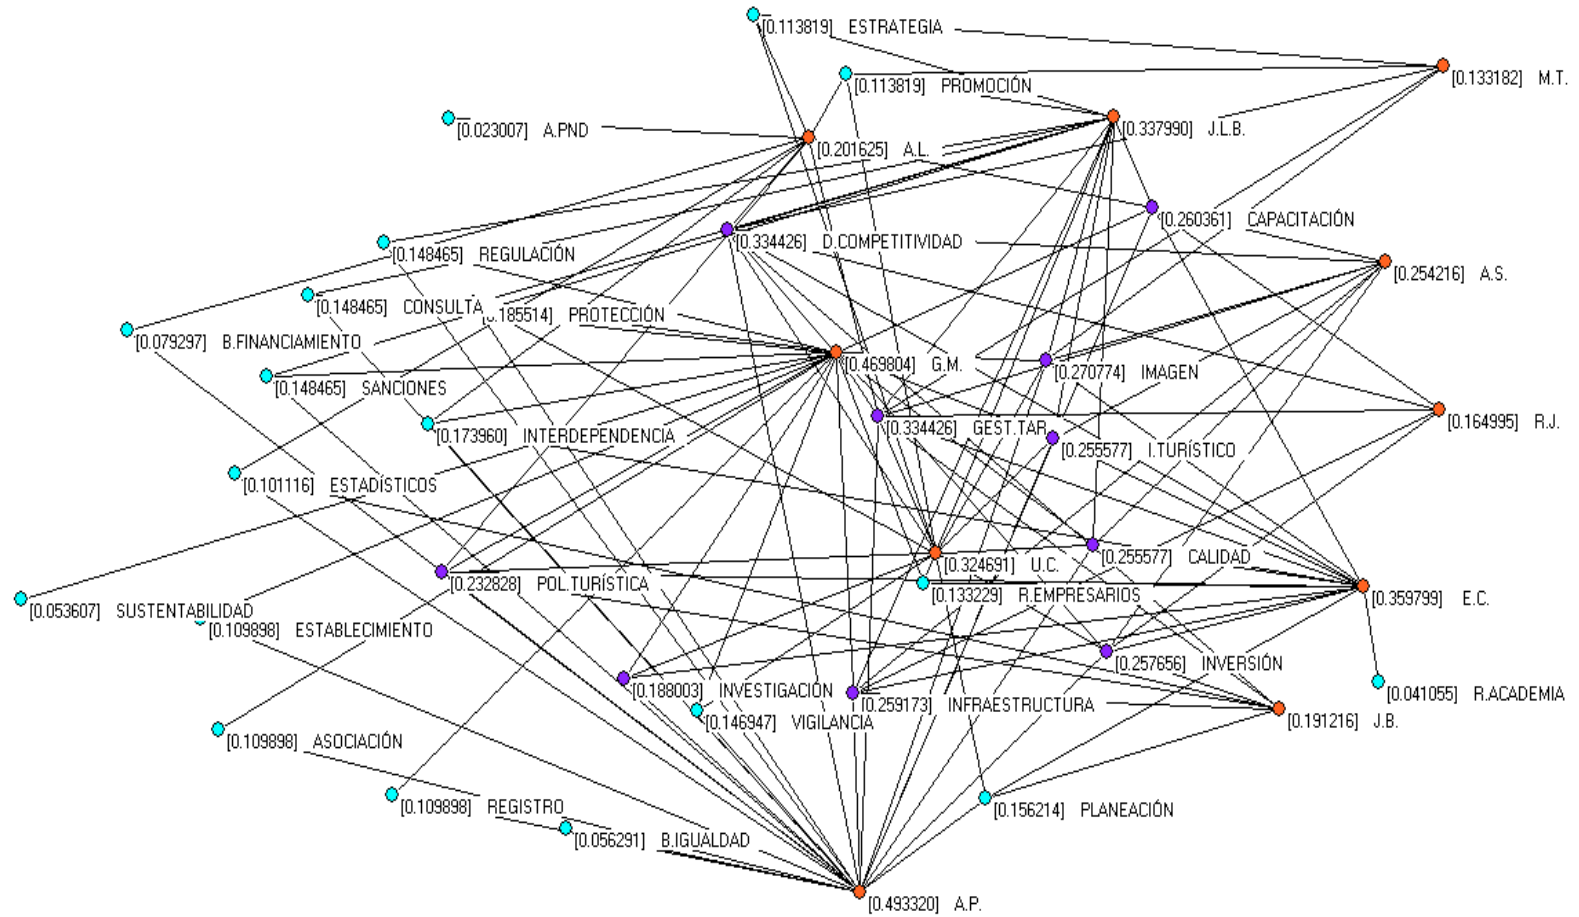 [0.113819] ESTRATEGIA
[0.133182] M.T.
[0.113819] PROMOCIÓN
[0.023007] A.PND
[0.337990] J.L.B.
[0.201625] A.L.
[0.260361] CAPACITACIÓN
[0.334426] D.COMPETITIVIDAD
[0.148465] REGULACIÓN
[0.254216] A.S.
[0.148465] CONSULTA
[0.185514] PROTECCIÓN
[0.079297] B.FINANCIAMIENTO
[0.469804] G.M.
[0.270774] IMAGEN
[0.148465] SANCIONES
[0.164995] R.J.
[0.334426] GEST.TAR
[0.173960] INTERDEPENDENCIA
[0.255577] I.TURÍSTICO
[0.101116] ESTADÍSTICOS
[0.255577] CALIDAD
[0.324691] U.C.
[0.232828] POL.TURÍSTICA
[0.133229] R.EMPRESARIOS
[0.359799] E.C.
[0.053607] SUSTENTABILIDAD
[0.109898] ESTABLECIMIENTO
[0.257656] INVERSIÓN
[0.188003] INVESTIGACIÓN
[0.041055] R.ACADEMIA
[0.259173] INFRAESTRUCTURA
[0.146947] VIGILANCIA
[0.191216] J.B.
[0.109898] ASOCIACIÓN
[0.109898] REGISTRO
[0.156214] PLANEACIÓN
[0.056291] B.IGUALDAD
[0.493320] A.P.